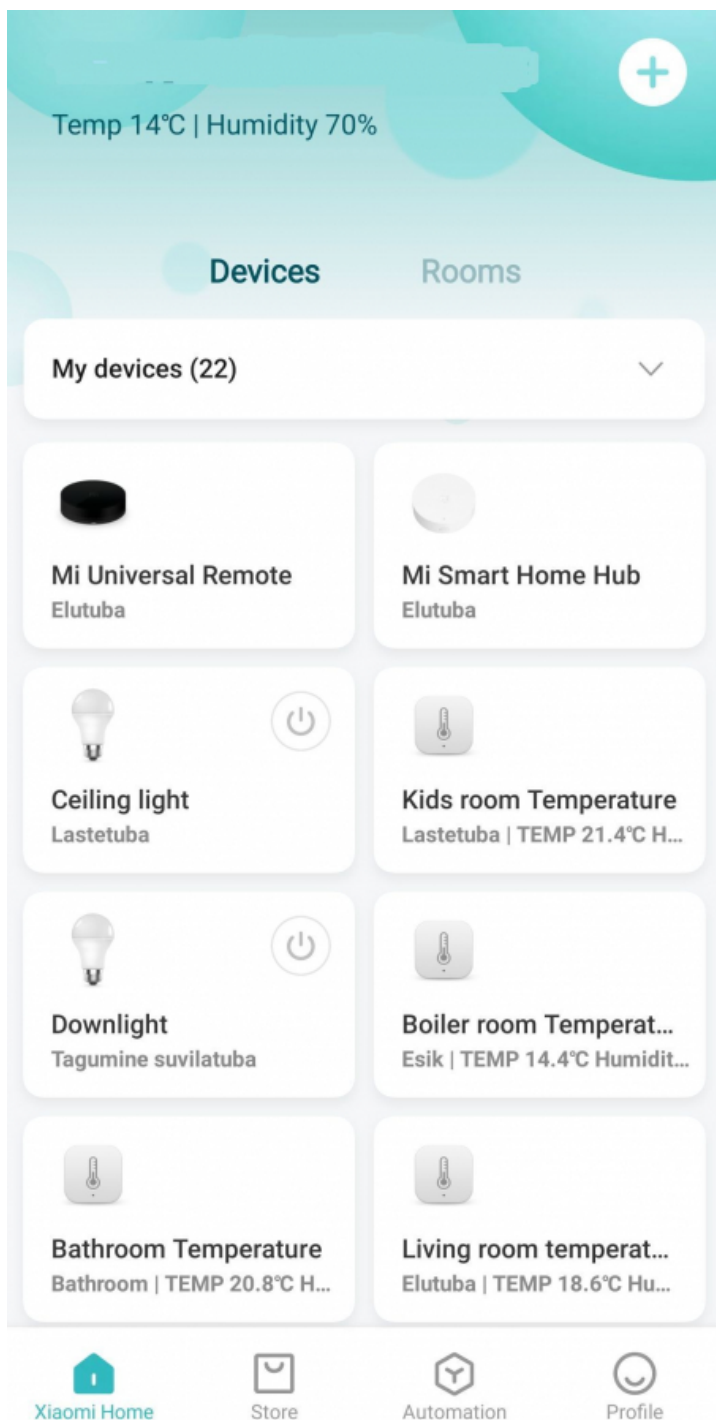 Temp 14℃ | Humidity 70%
Devices
Rooms
My devices (22)
Mi Universal Remote
Elutuba
Mi Smart Home Hub
Elutuba
Ceiling light
Lastetuba
Kids room Temperature
Lastetuba | TEMP 21.4℃ H...
Downlight
Tagumine suvilatuba
Boiler room Temperat...
Esik | TEMP 14.4℃ Humidit...
Bathroom Temperature
Bathroom | TEMP 20.8℃ H...
Living room temperat...
Elutuba | TEMP 18.6℃ Hu...
Xiaomi Home
Store
Automation
Profile